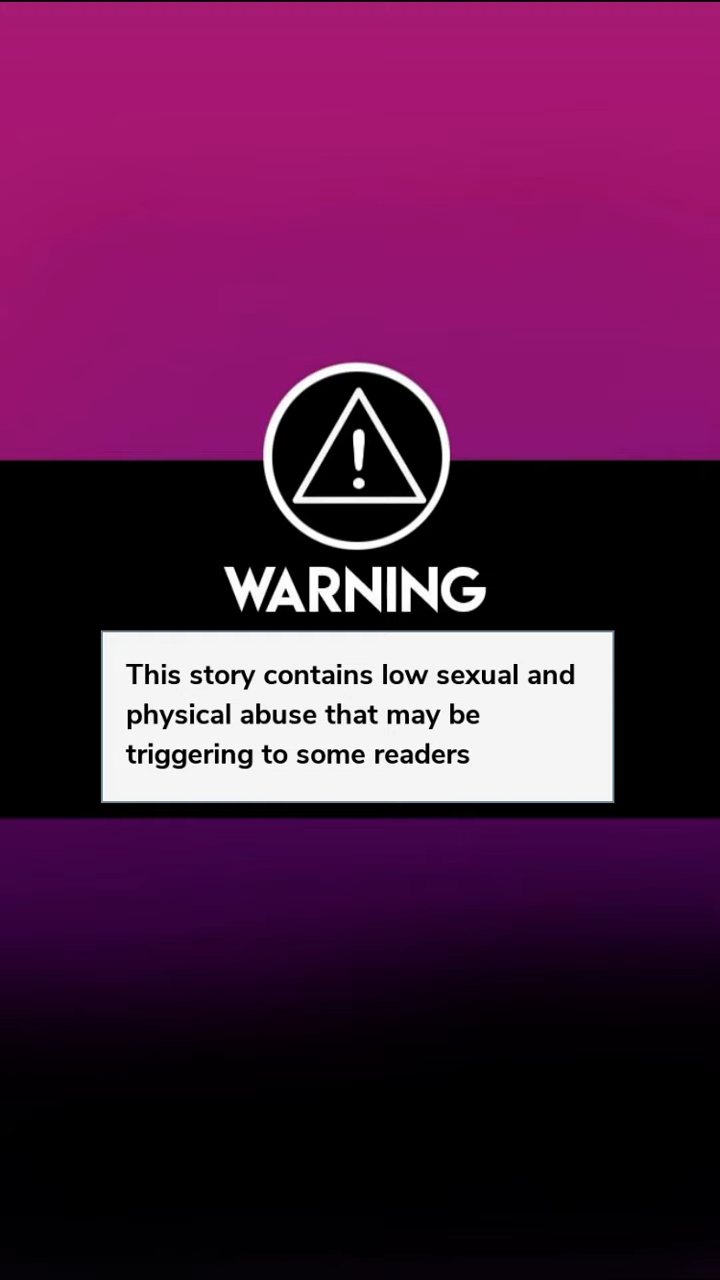 WARNING
This story contains low sexual and
physical abuse that may be
triggering to some readers